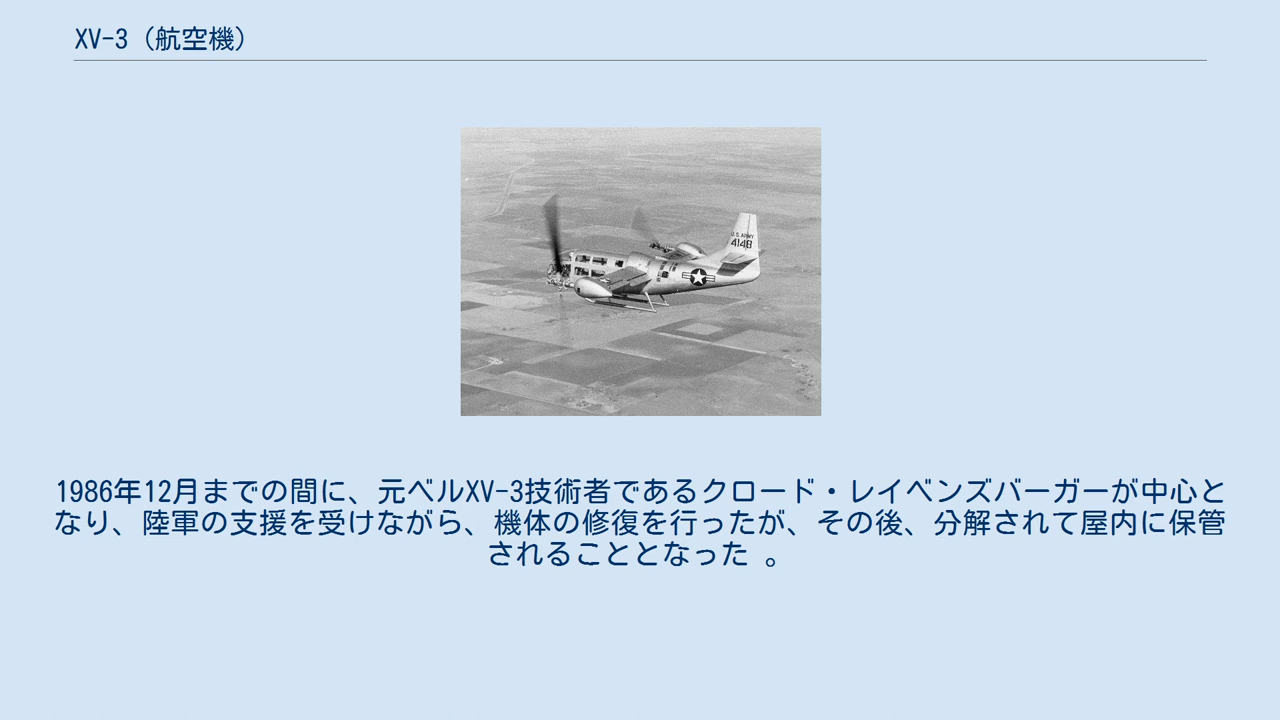 XV-3（航空機）
U.S. ARMY
4148
1986年12月までの間に、元ベルXV-3技術者であるクロード・レイベンズバーガーが中心と
なり、陸軍の支援を受けながら、機体の修復を行ったが、その後、分解されて屋内に保管
されることとなった 。